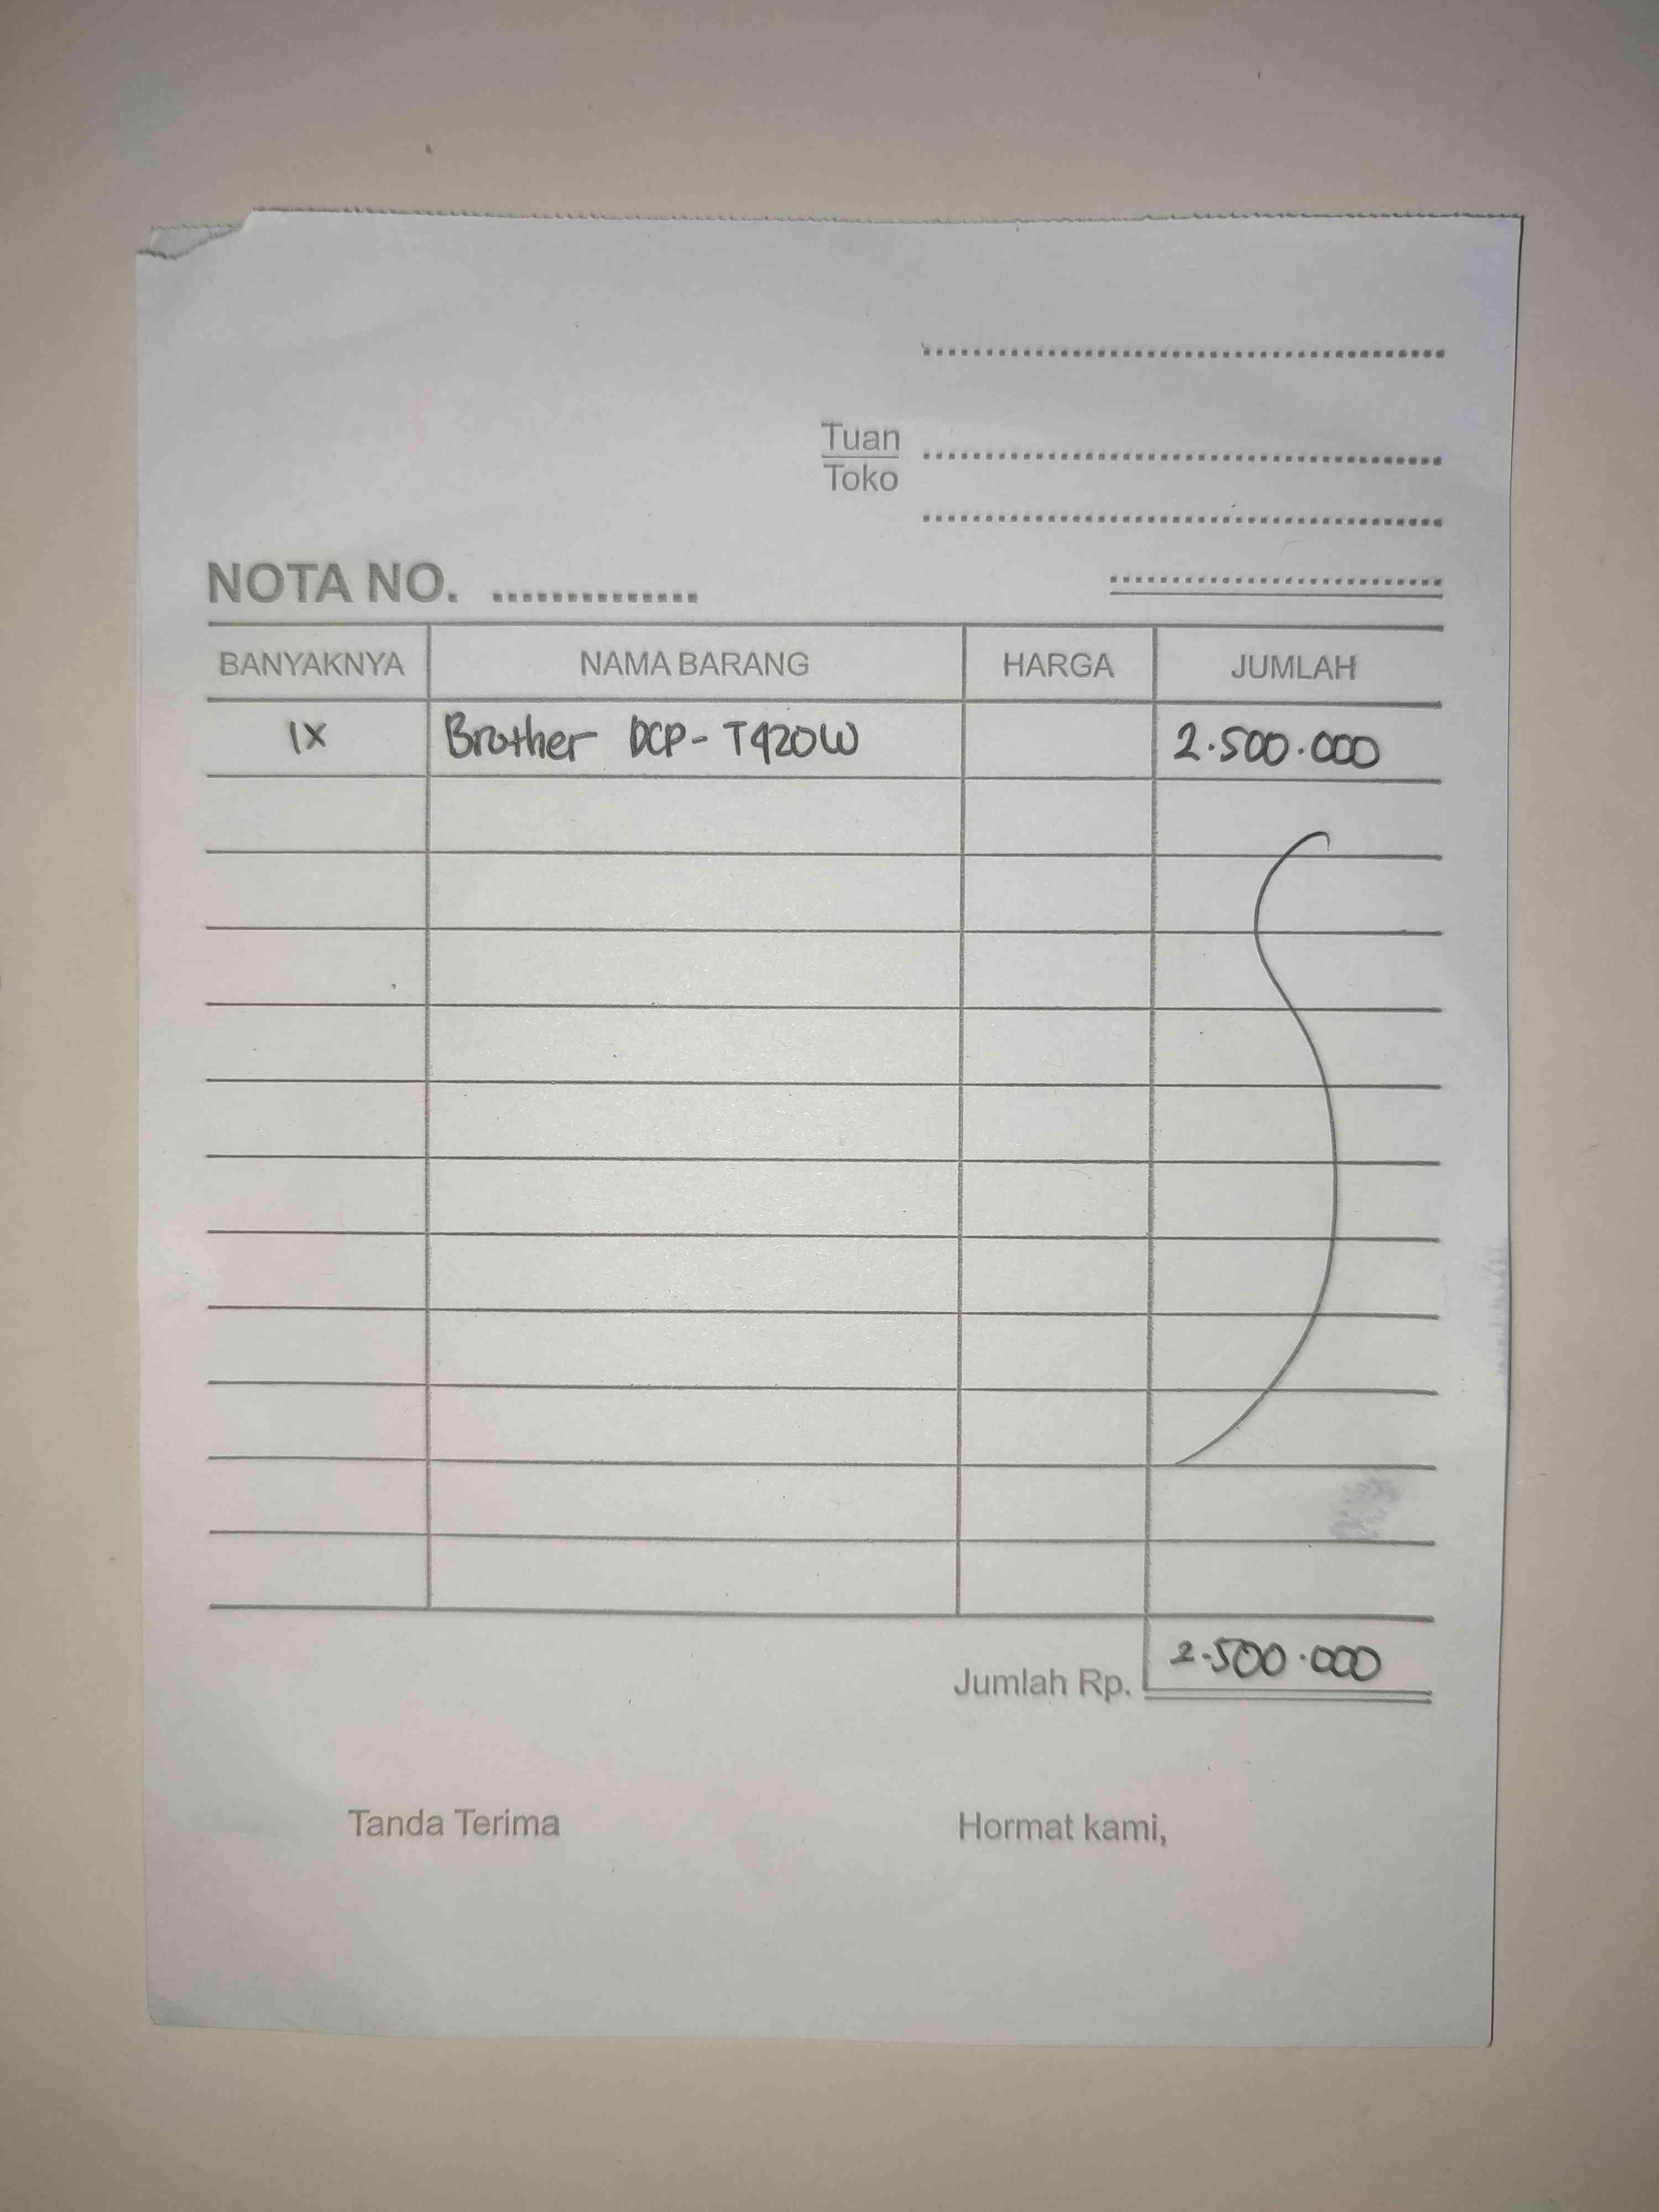 Tuan
Toko
NOTA NO. ..............
BANYAKNYA NAMA BARANG HARGA JUMLAH
1X Brother DCP-T420W 2.500.000
Jumlah Rp. 2.500.000
Tanda Terima Hormat kami,